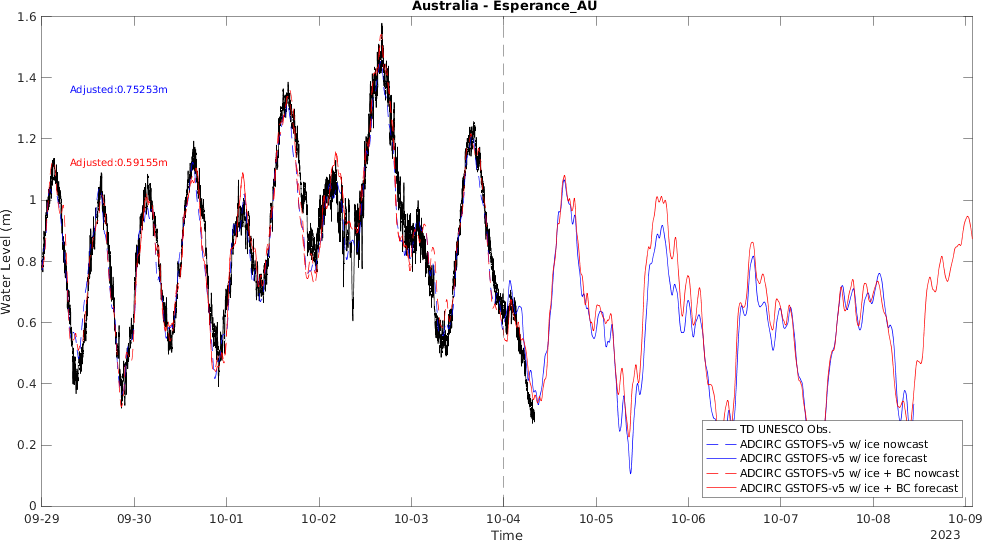 Australia - Esperance_AU
1.6
1.4
1.2
1
0.8
0.6
0.4
0.2
0
Water Level (m)
Adjusted:0.75253m
Adjusted:0.59155m
TD UNESCO Obs.
ADCIRC GSTOFS-v5 w/ ice nowcast
ADCIRC GSTOFS-v5 w/ ice forecast
ADCIRC GSTOFS-v5 w/ ice + BC nowcast
ADCIRC GSTOFS-v5 w/ ice + BC forecast
09-29 09-30 10-01 10-02 10-03 10-04 10-05 10-06 10-07 10-08 10-09
Time
2023